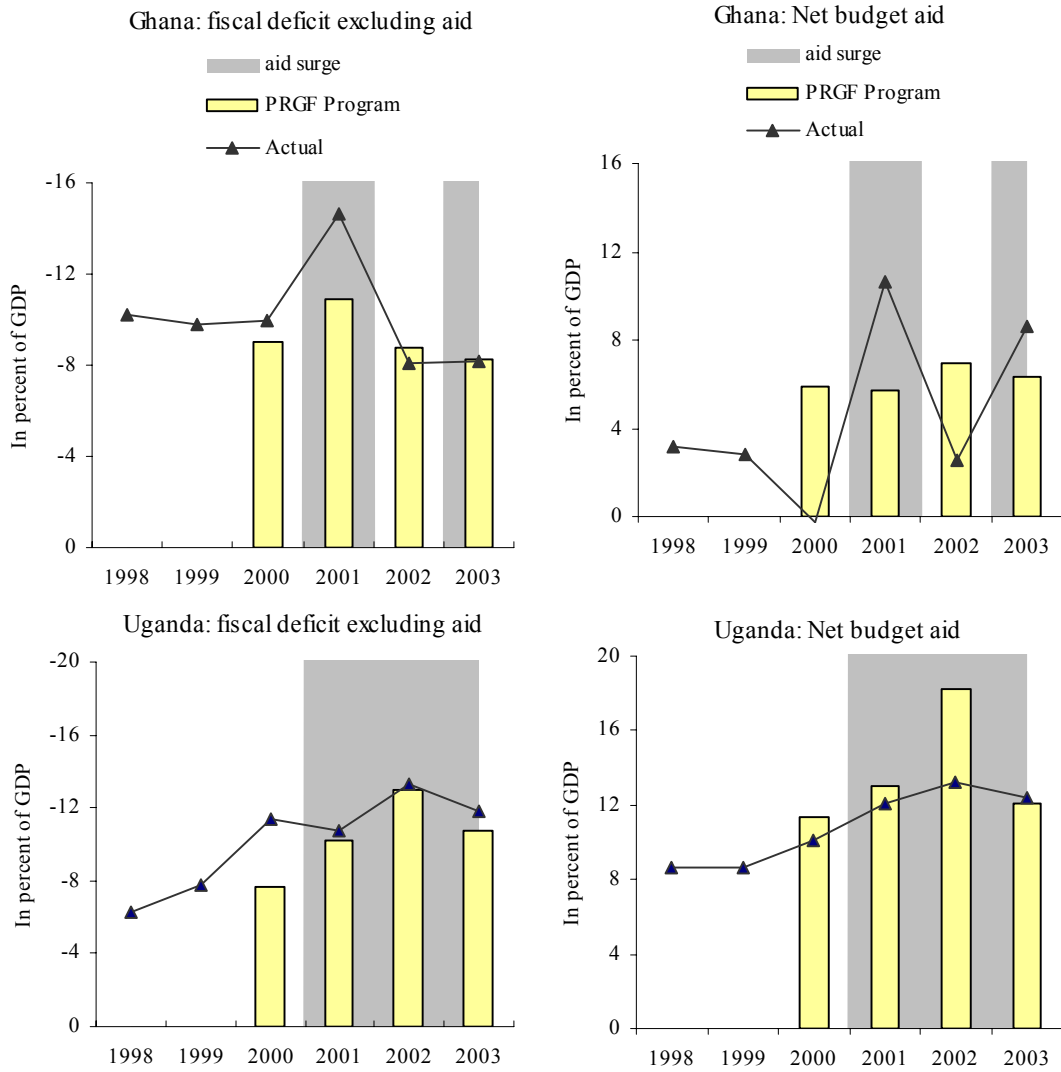 Ghana: fiscal deficit excluding aid
aid surge
PRGF Program
Actual
-16
-12
-8
-4
0
In percent of GDP
1998 1999 2000 2001 2002 2003
Ghana: Net budget aid
aid surge
PRGF Program
Actual
16
12
8
4
0
In percent of GDP
1998 1999 2000 2001 2002 2003
Uganda: fiscal deficit excluding aid
-20
-16
-12
-8
-4
0
In percent of GDP
1998 1999 2000 2001 2002 2003
Uganda: Net budget aid
20
16
12
8
4
0
In percent of GDP
1998 1999 2000 2001 2002 2003